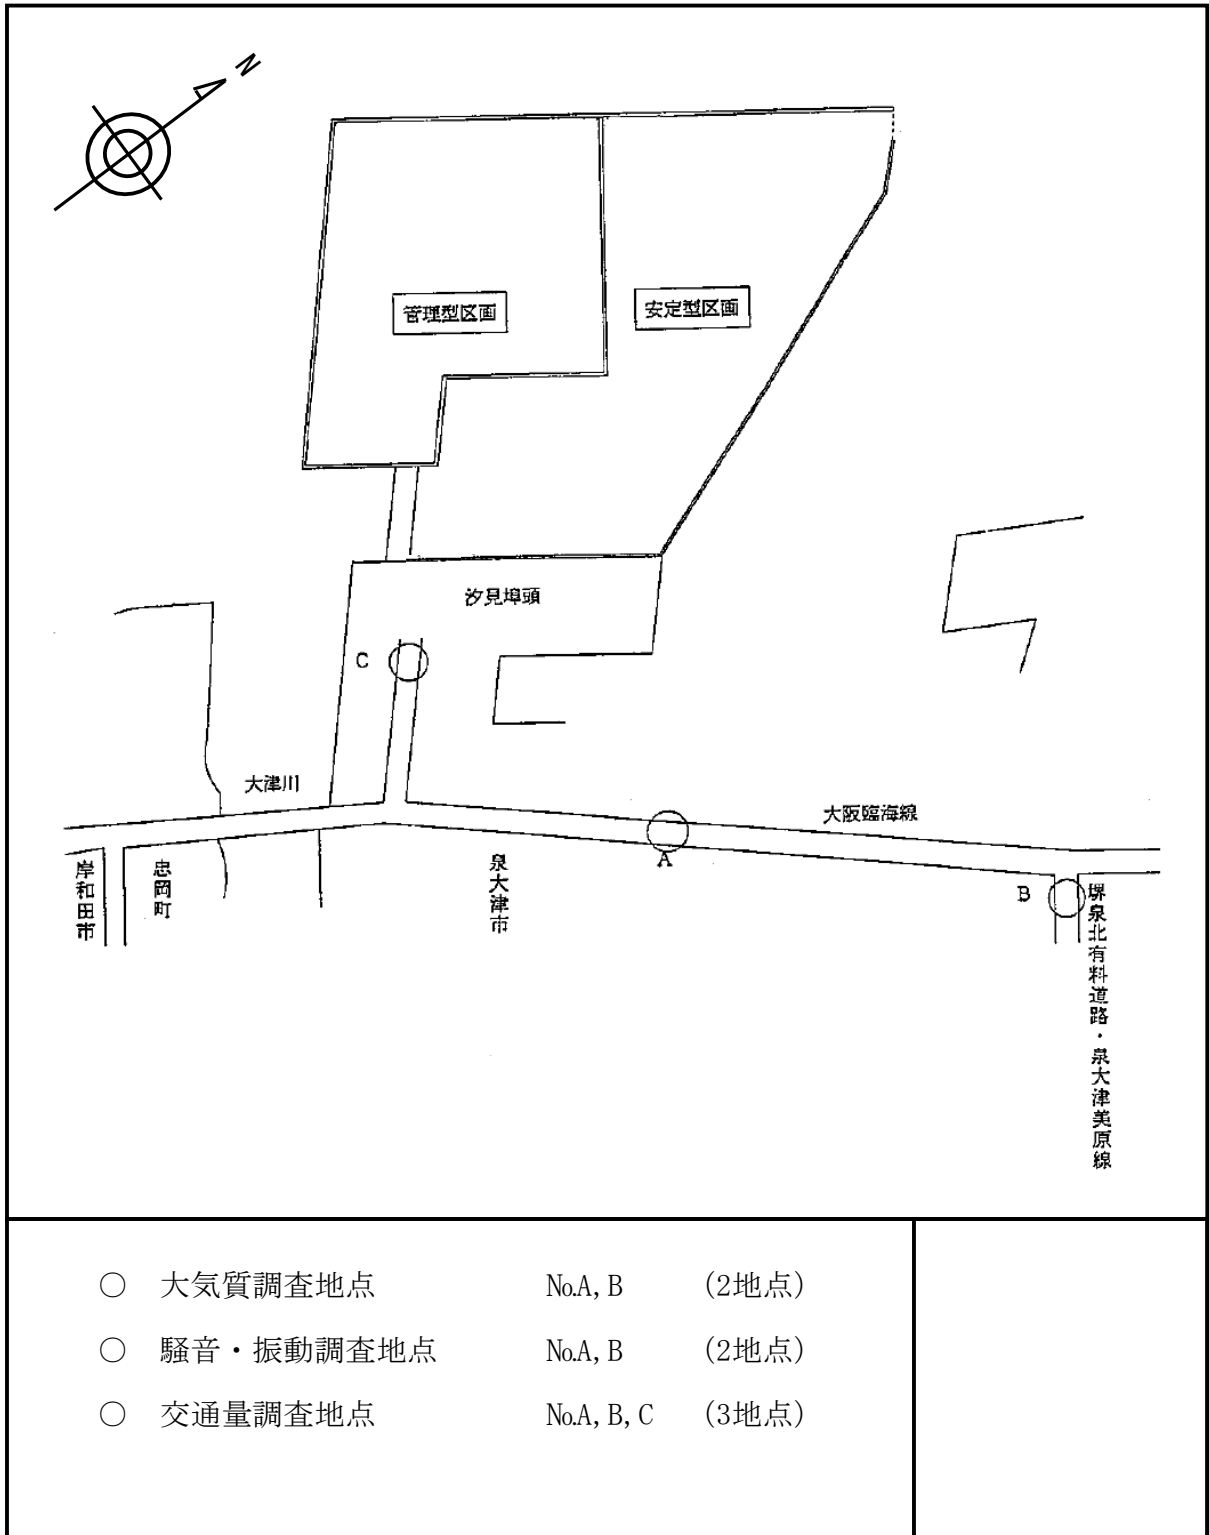 N
管理型区画
安定型区画
汐見埠頭
C
大津川
大阪臨海線
A
B
岸和田市
忠岡町
泉大津市
堺泉北有料道路・泉大津美原線
○ 大気質調査地点 №A, B (2地点)
○ 騒音・振動調査地点 №A, B (2地点)
○ 交通量調査地点 №A, B, C (3地点)